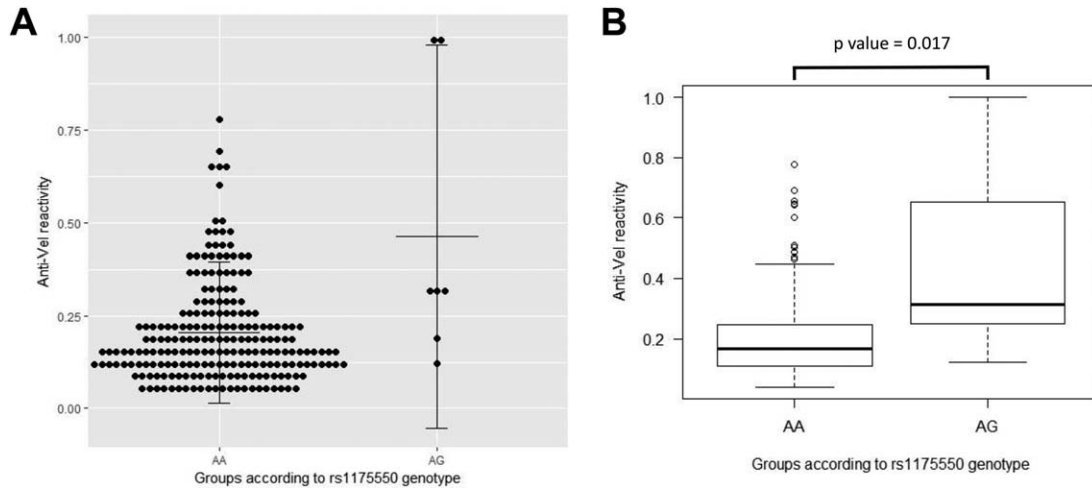 A
Anti-Vel reactivity
1.00
0.75
0.50
0.25
0.00
AA
AG
Groups according to rs1175550 genotype
B
p value = 0.017
Anti-Vel reactivity
1.0
0.8
0.6
0.4
0.2
AA
AG
Groups according to rs1175550 genotype